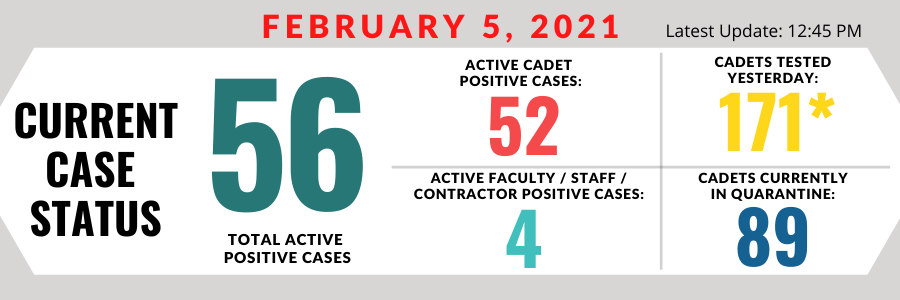 FEBRUARY 5, 2021
Latest Update: 12:45 PM
CURRENT
CASE
STATUS
56
TOTAL ACTIVE
POSITIVE CASES
ACTIVE CADET
POSITIVE CASES:
52
CADETS TESTED
YESTERDAY:
171*
ACTIVE FACULTY / STAFF /
CONTRACTOR POSITIVE CASES:
4
CADETS CURRENTLY
IN QUARANTINE:
89